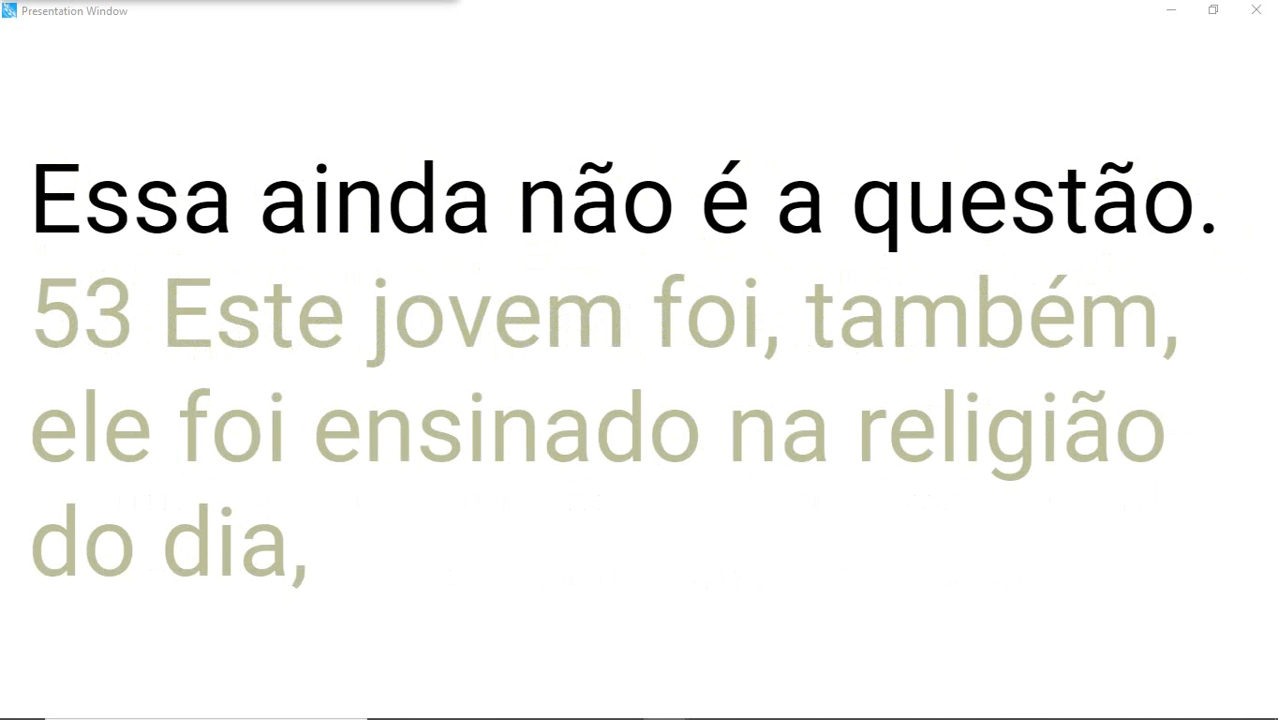 Presentation Window
Essa ainda não é a questão.
53 Este jovem foi, também,
ele foi ensinado na religião
do dia,